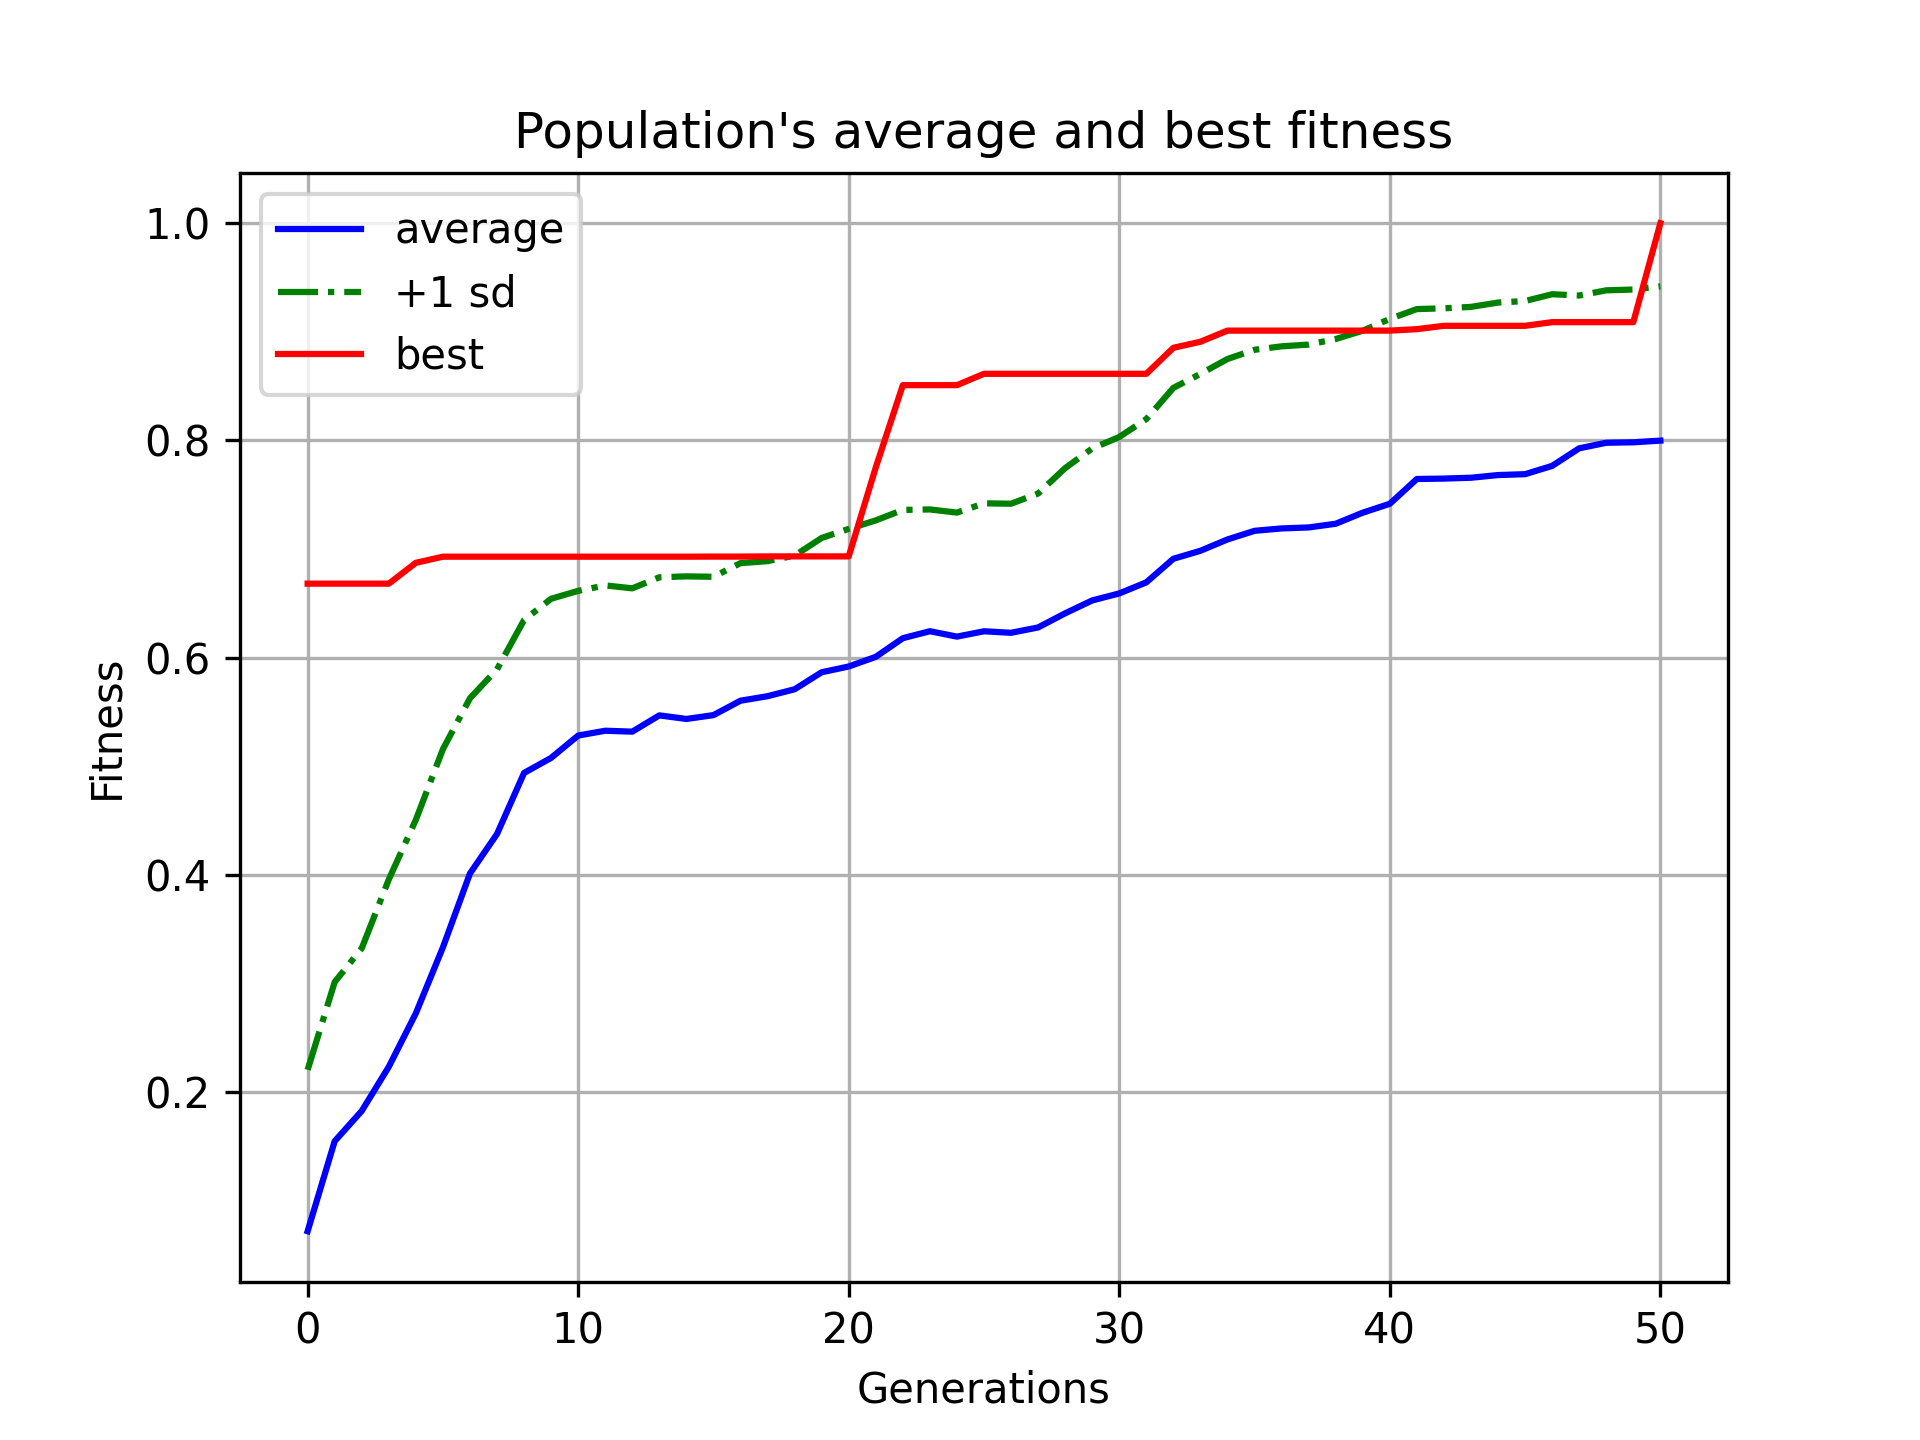 Population's average and best fitness
average
+1 sd
best
1.0
0.8
0.6
0.4
0.2
Fitness
0 10 20 30 40 50
Generations